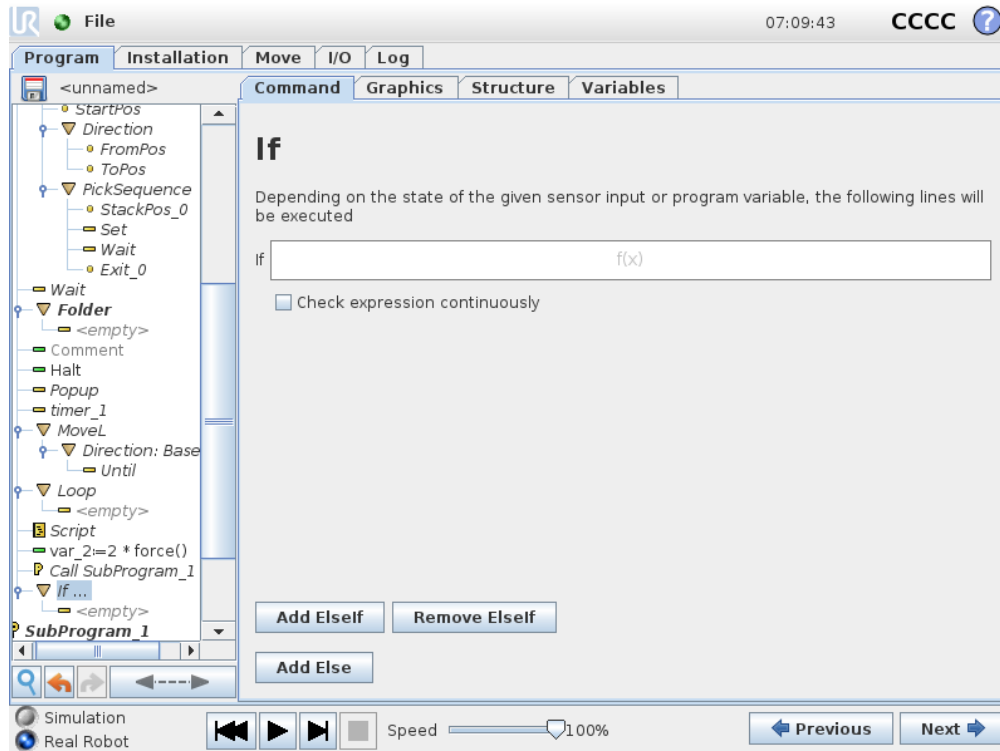 UR File 07:09:43 CCCC ?
Program Installation Move I/O Log
<unnamed> Command Graphics Structure Variables
StartPos
Direction
FromPos
ToPos
PickSequence
StackPos_0
Set
Wait
Exit_0
Wait
Folder
<empty>
Comment
Halt
Popup
timer_1
MoveL
Direction: Base
Until
Loop
<empty>
Script
var_2:=2 * force()
P Call SubProgram_1
If ...
<empty>
P SubProgram_1
If
Depending on the state of the given sensor input or program variable, the following lines will
be executed
If f(x)
Check expression continuously
Add ElseIf Remove ElseIf
Add Else
Simulation
Real Robot
Speed 100%
Previous Next